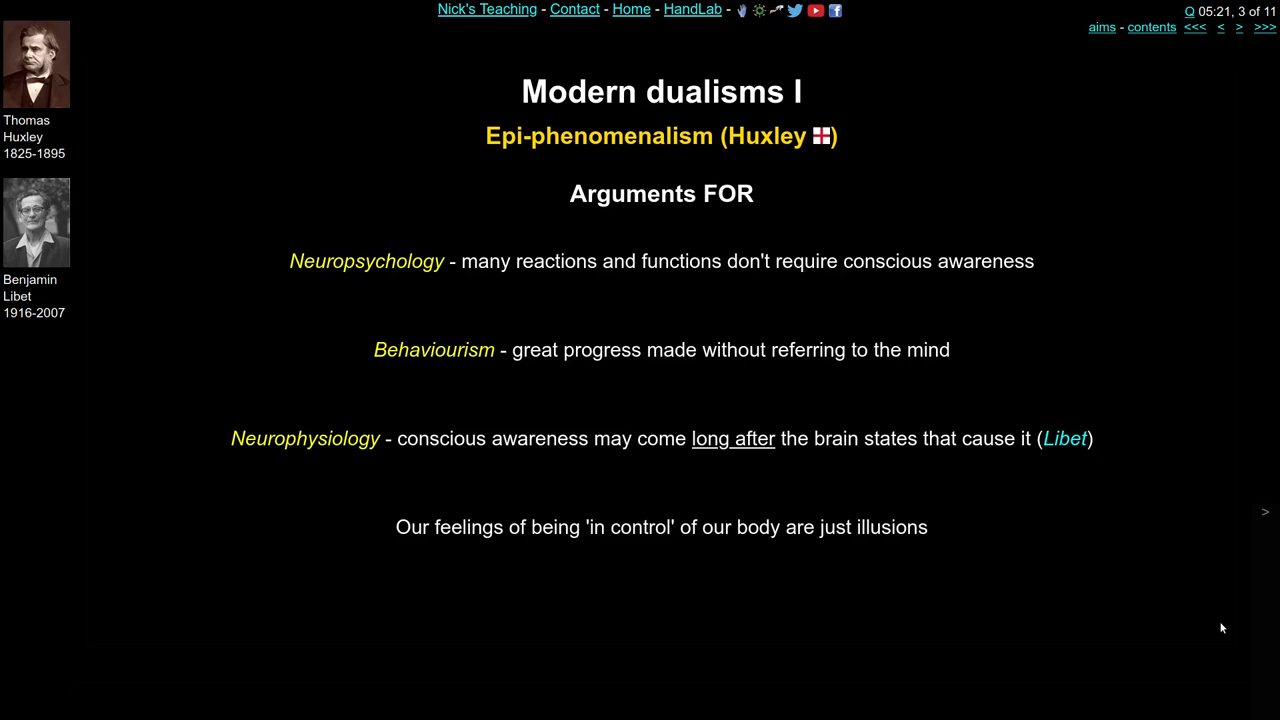 Nick's Teaching - Contact - Home - HandLab -
Q 05:21, 3 of 11
aims - contents <<< < > >>>
Thomas
Huxley
1825-1895
Benjamin
Libet
1916-2007
Modern dualisms I
Epi-phenomenalism (Huxley )
Arguments FOR
Neuropsychology - many reactions and functions don't require conscious awareness
Behaviourism - great progress made without referring to the mind
Neurophysiology - conscious awareness may come long after the brain states that cause it (Libet)
Our feelings of being 'in control' of our body are just illusions
>